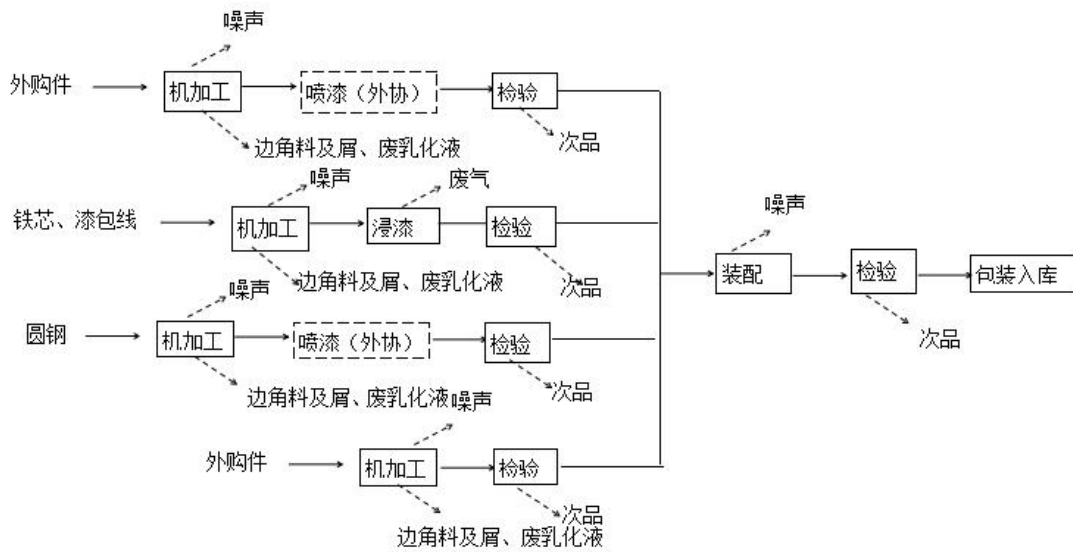 噪声
外购件
机加工
喷漆（外协）
检验
边角料及屑、废乳化液
次品
噪声
废气
铁芯、漆包线
机加工
浸漆
检验
边角料及屑、废乳化液
次品
噪声
装配
检验
包装入库
次品
噪声
圆钢
机加工
喷漆（外协）
检验
边角料及屑、废乳化液
次品
噪声
外购件
机加工
检验
边角料及屑、废乳化液
次品